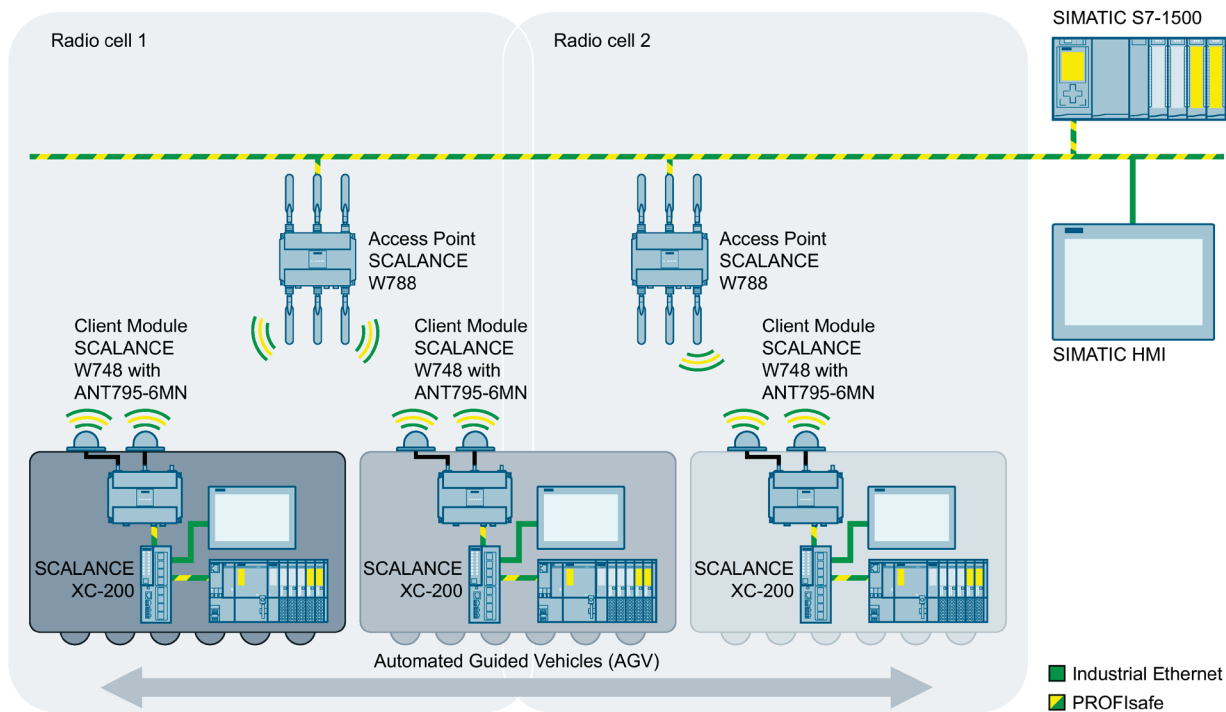 Radio cell 1
Radio cell 2
SIMATIC S7-1500
Access Point
SCALANCE
W788
Access Point
SCALANCE
W788
SIMATIC HMI
Client Module
SCALANCE
W748 with
ANT795-6MN
Client Module
SCALANCE
W748 with
ANT795-6MN
Client Module
SCALANCE
W748 with
ANT795-6MN
SCALANCE
XC-200
SCALANCE
XC-200
SCALANCE
XC-200
Automated Guided Vehicles (AGV)
Industrial Ethernet
PROFIsafe